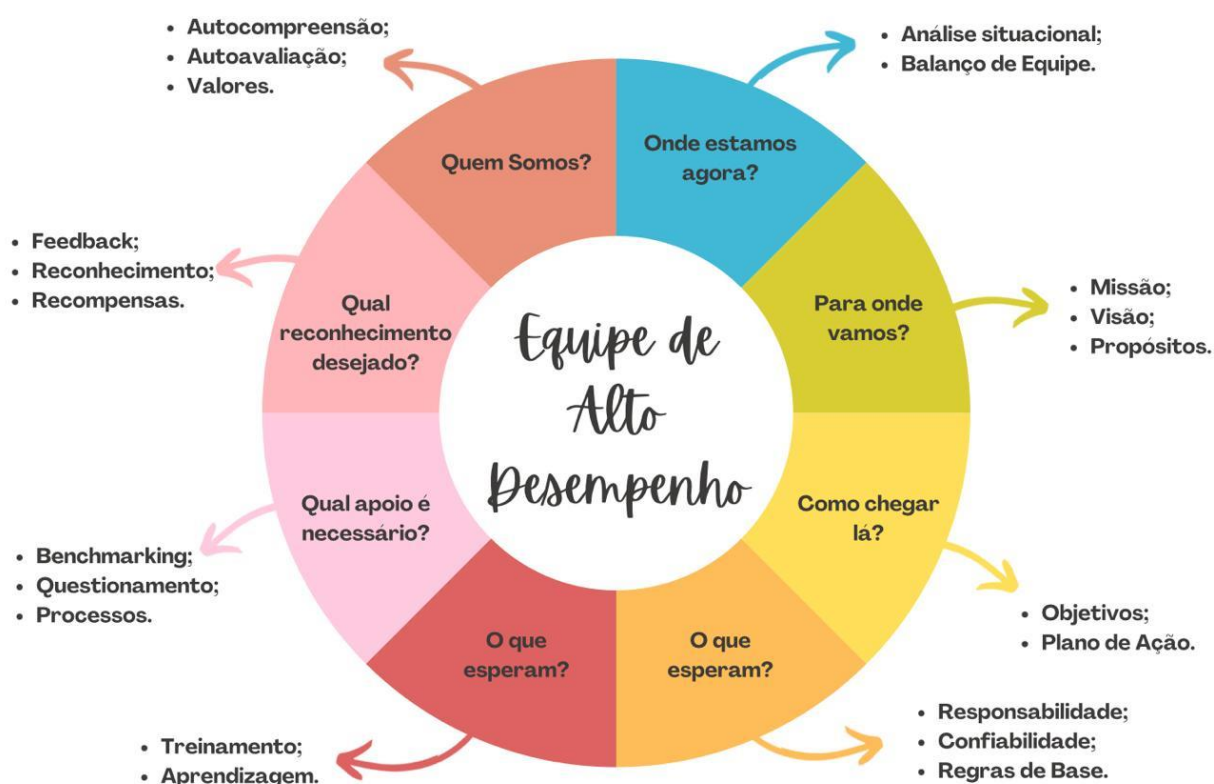 • Autocompreensão;
• Autoavaliação;
• Valores.
• Análise situacional;
• Balanço de Equipe.
Quem Somos?
Onde estamos
agora?
• Feedback;
• Reconhecimento;
• Recompensas.
Qual
reconhecimento
desejado?
Para onde
vamos?
• Missão;
• Visão;
• Propósitos.
Equipe de
Alto
Desempenho
Qual apoio é
necessário?
Como chegar
lá?
• Benchmarking;
• Questionamento;
• Processos.
• Objetivos;
• Plano de Ação.
O que
esperam?
O que
esperam?
• Treinamento;
• Aprendizagem.
• Responsabilidade;
• Confiabilidade;
• Regras de Base.